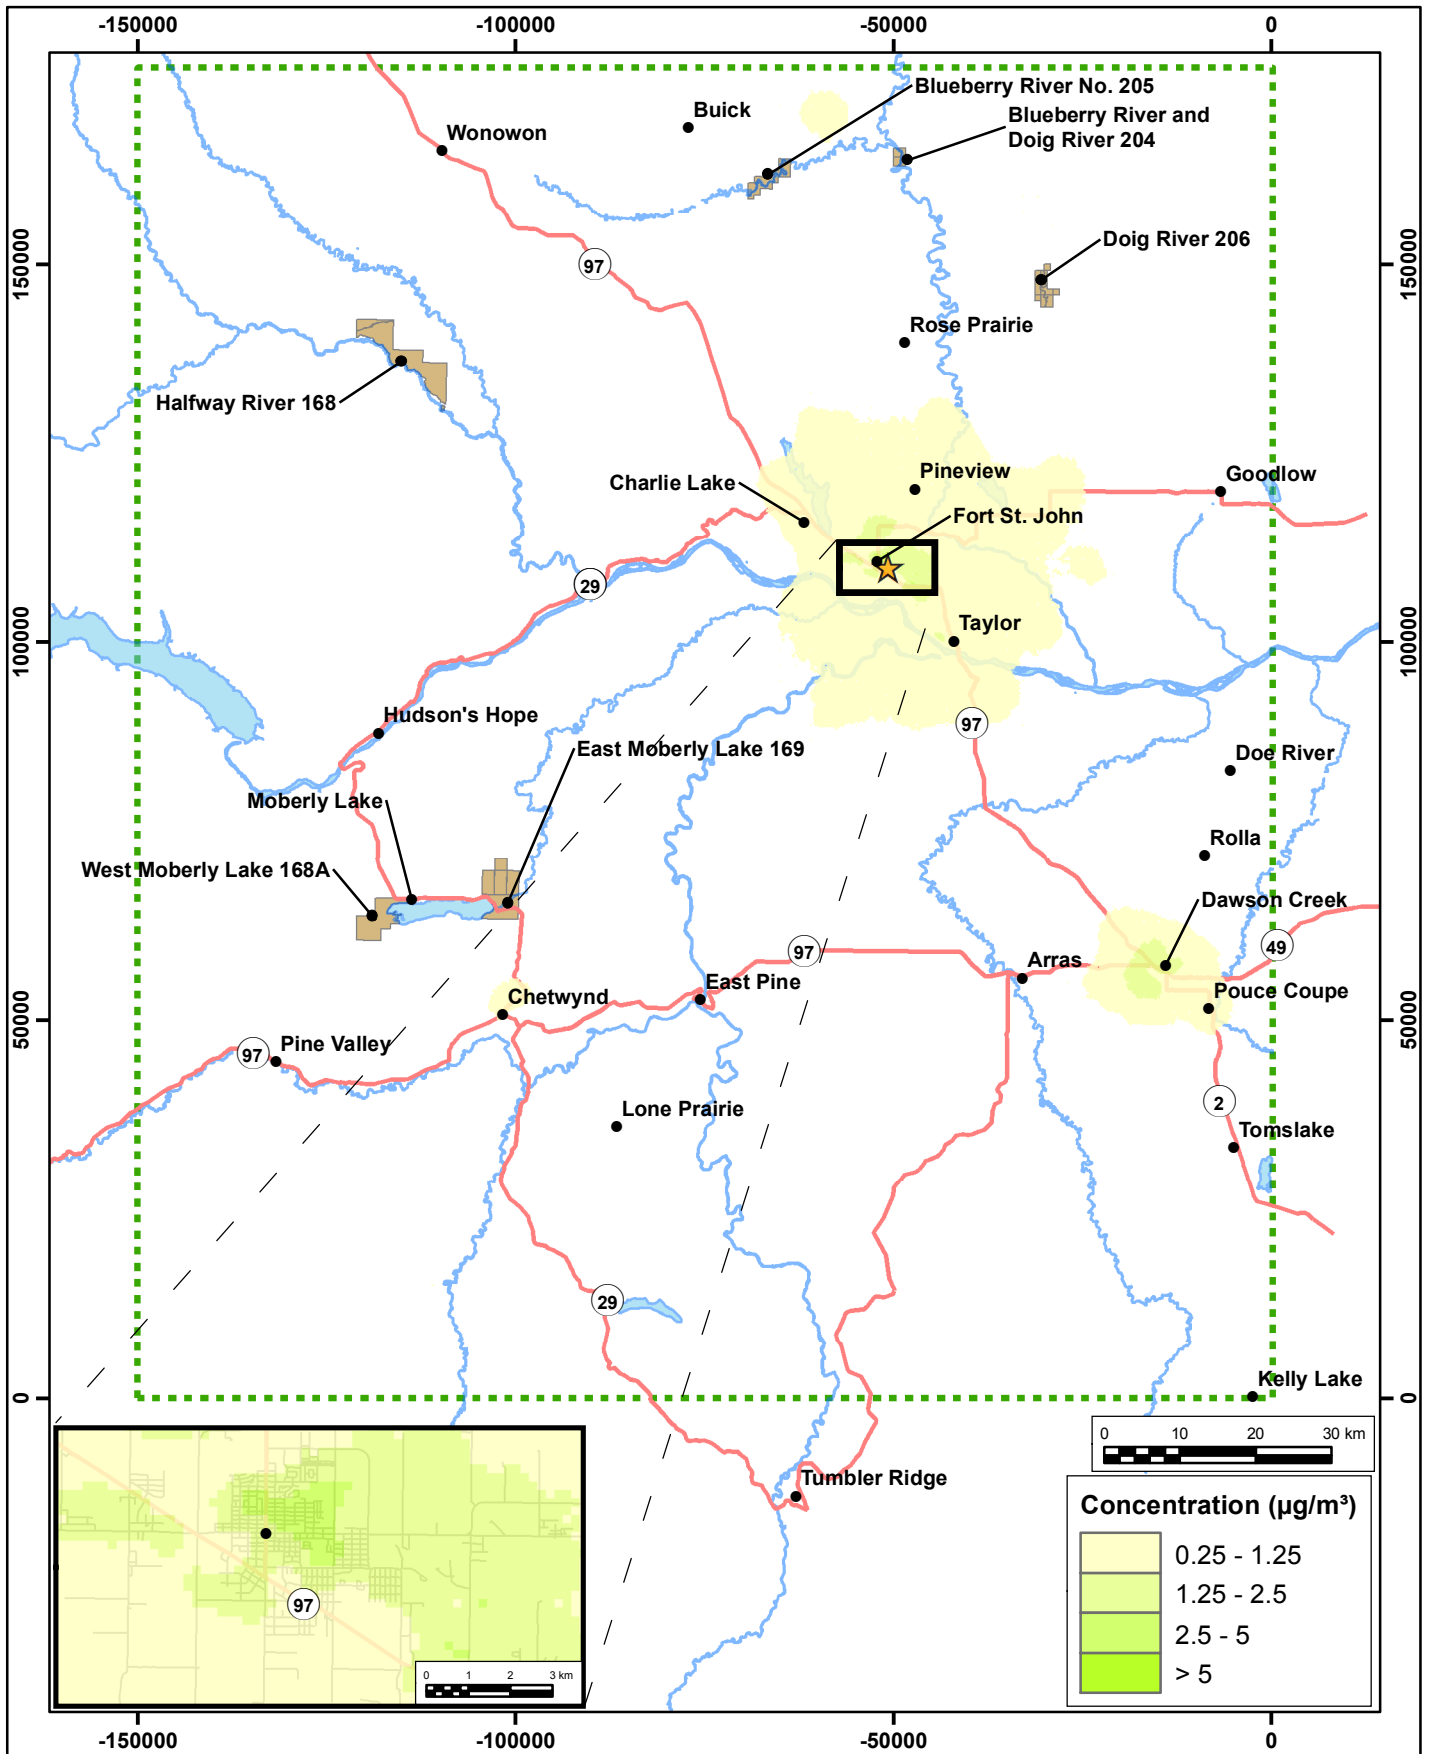 -150000
-100000
-50000
0
Blueberry River No. 205
Buick
Blueberry River and
Doig River 204
Wonowon
Doig River 206
97
150000
150000
Rose Prairie
Halfway River 168
Pineview
Goodlow
Charlie Lake
Fort St. John
29
Taylor
100000
100000
Hudson's Hope
97
East Moberly Lake 169
Doe River
Moberly Lake
Rolla
West Moberly Lake 168A
Dawson Creek
97
49
Arras
East Pine
Chetwynd
Pouce Coupe
50000
50000
Pine Valley
97
2
Lone Prairie
Tomslake
29
Kelly Lake
0
0
0 10 20 30 km
Tumbler Ridge
Concentration (µg/m³)
0.25 - 1.25
1.25 - 2.5
2.5 - 5
> 5
97
0 1 2 3 km
-150000
-100000
-50000
0